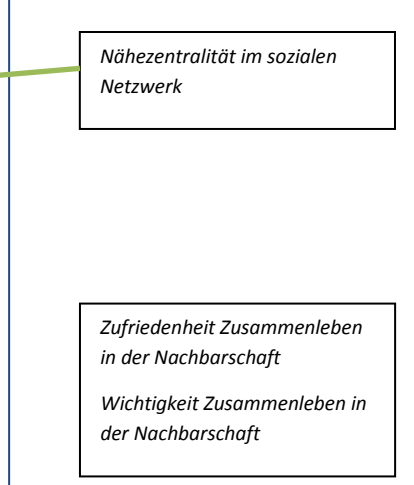 Nähezentralität im sozialen
Netzwerk
Zufriedenheit Zusammenleben
in der Nachbarschaft
Wichtigkeit Zusammenleben in
der Nachbarschaft